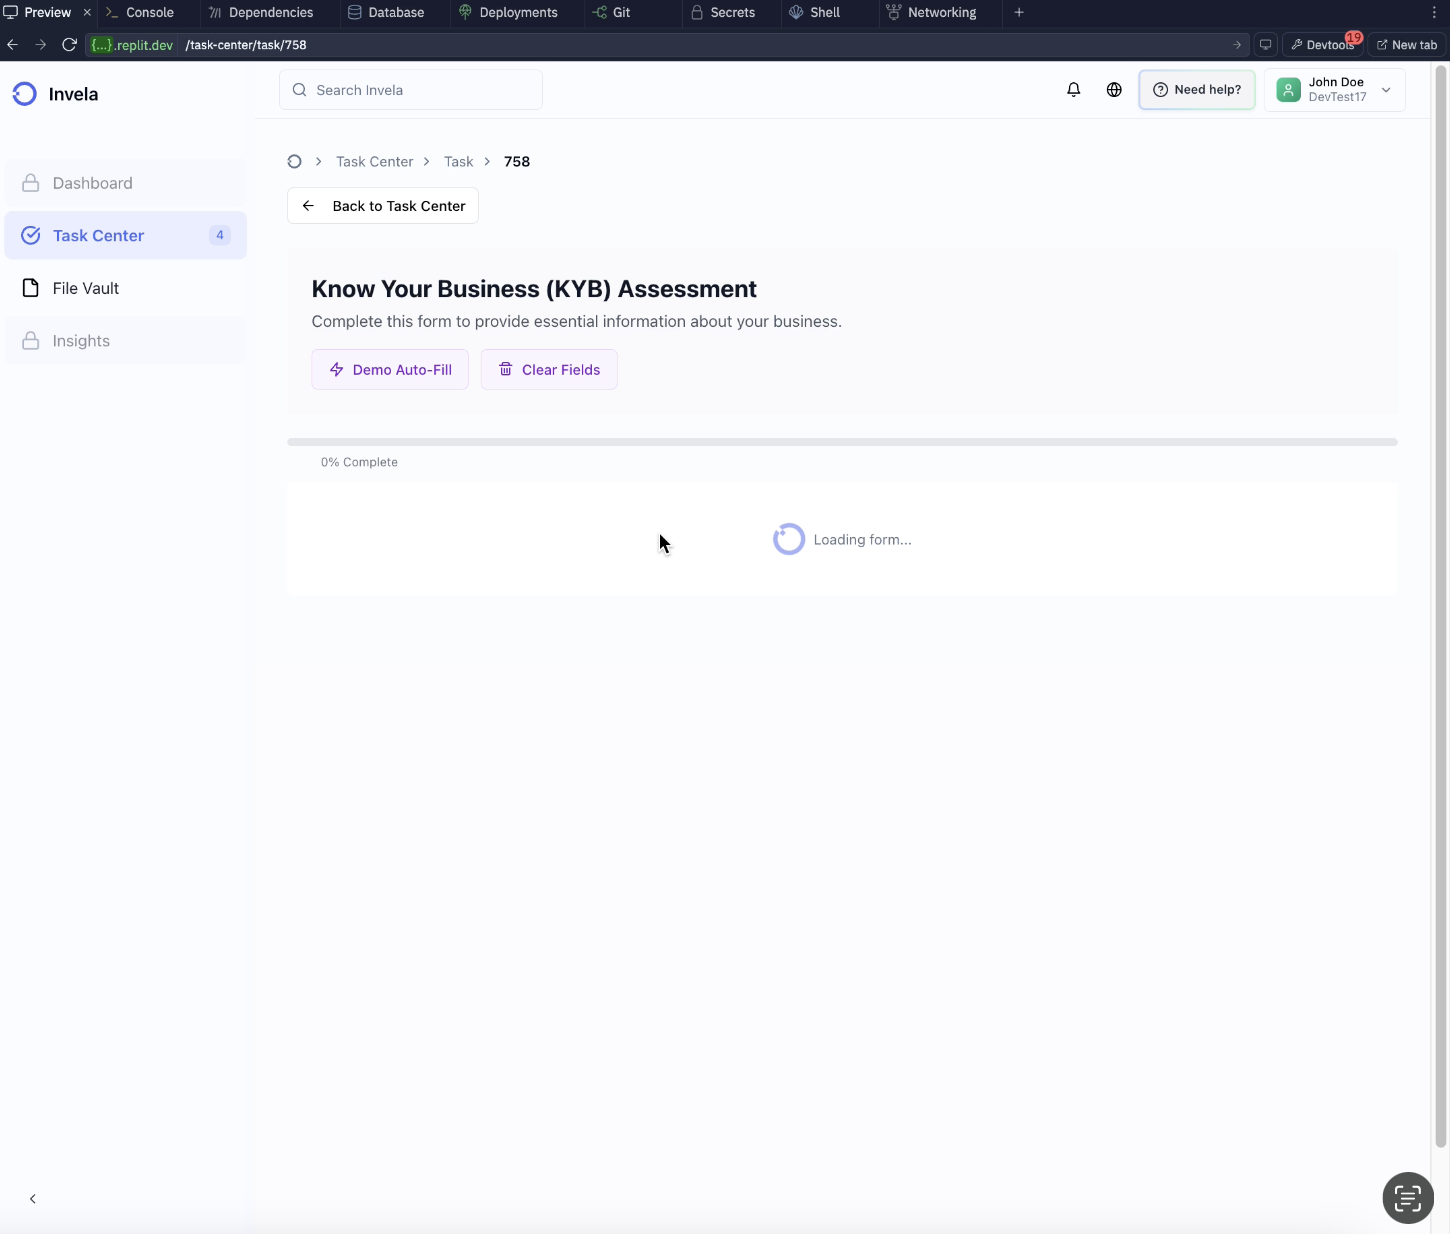 Preview × >_ Console Dependencies Database Deployments Git Secrets Shell Networking +
{...}.replit.dev /task-center/task/758 Devtools 19 New tab
Invela
Search Invela
Need help?
John Doe
DevTest17
Dashboard
Task Center 4
File Vault
Insights
Task Center > Task > 758
Back to Task Center
Know Your Business (KYB) Assessment
Complete this form to provide essential information about your business.
Demo Auto-Fill Clear Fields
0% Complete
Loading form...